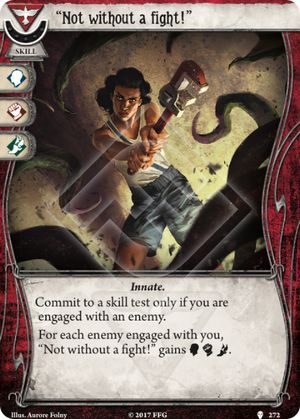 “Not without a fight!”
SKILL
Innate.
Commit to a skill test only if you are
engaged with an enemy.
For each enemy engaged with you,
“Not without a fight!” gains .
Illus. Aurore Folny
© 2017 FFG
272